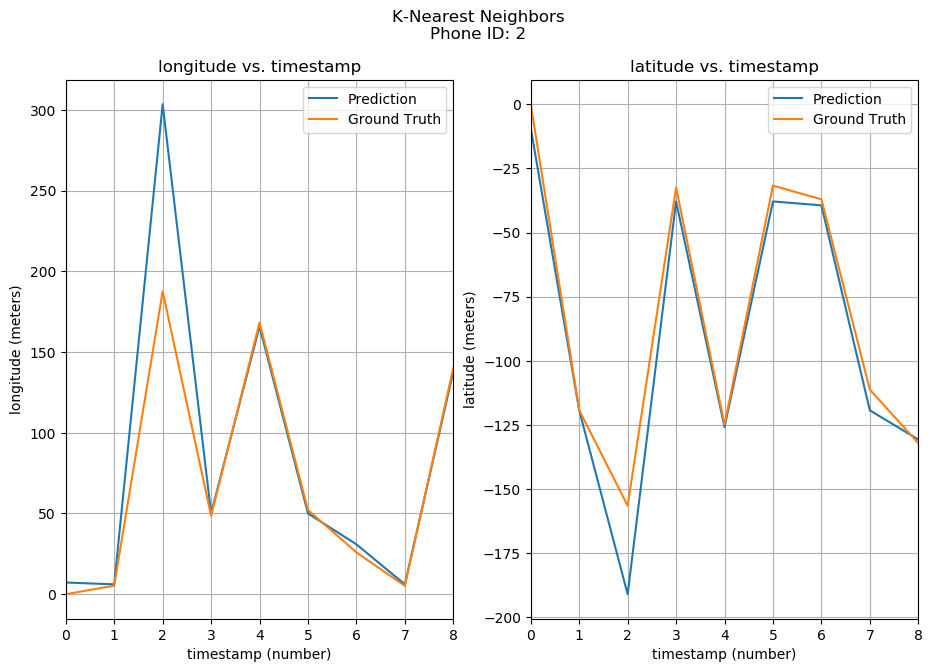 K-Nearest Neighbors
Phone ID: 2
longitude vs. timestamp
Prediction
Ground Truth
300
250
200
150
100
50
0
longitude (meters)
0 1 2 3 4 5 6 7 8
timestamp (number)
latitude vs. timestamp
Prediction
Ground Truth
0
−25
−50
−75
−100
−125
−150
−175
−200
latitude (meters)
0 1 2 3 4 5 6 7 8
timestamp (number)